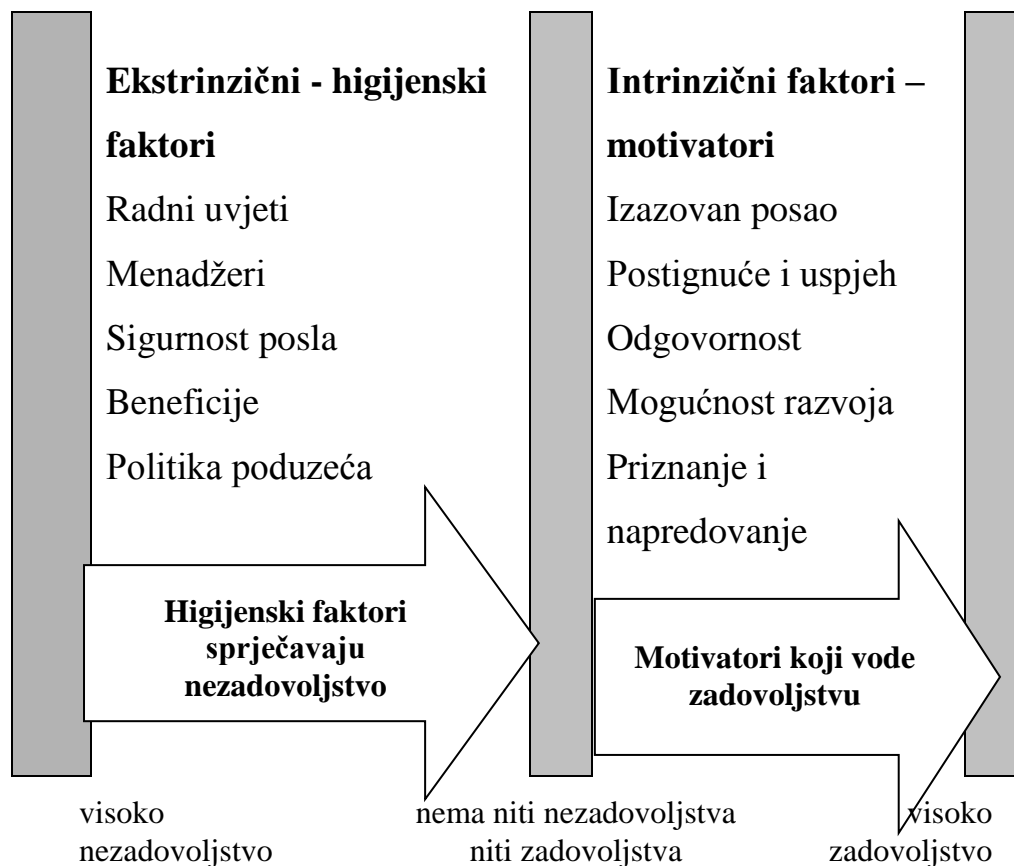 Ekstrinzični - higijenski
faktori
Radni uvjeti
Menadžeri
Sigurnost posla
Beneficije
Politika poduzeća
Higijenski faktori
sprječavaju
nezadovoljstvo
Intrinzični faktori –
motivatori
Izazovan posao
Postignuće i uspjeh
Odgovornost
Mogućnost razvoja
Priznanje i
napredovanje
Motivatori koji vode
zadovoljstvu
visoko
nezadovoljstvo
nema niti nezadovoljstva
niti zadovoljstva
visoko
zadovoljstvo